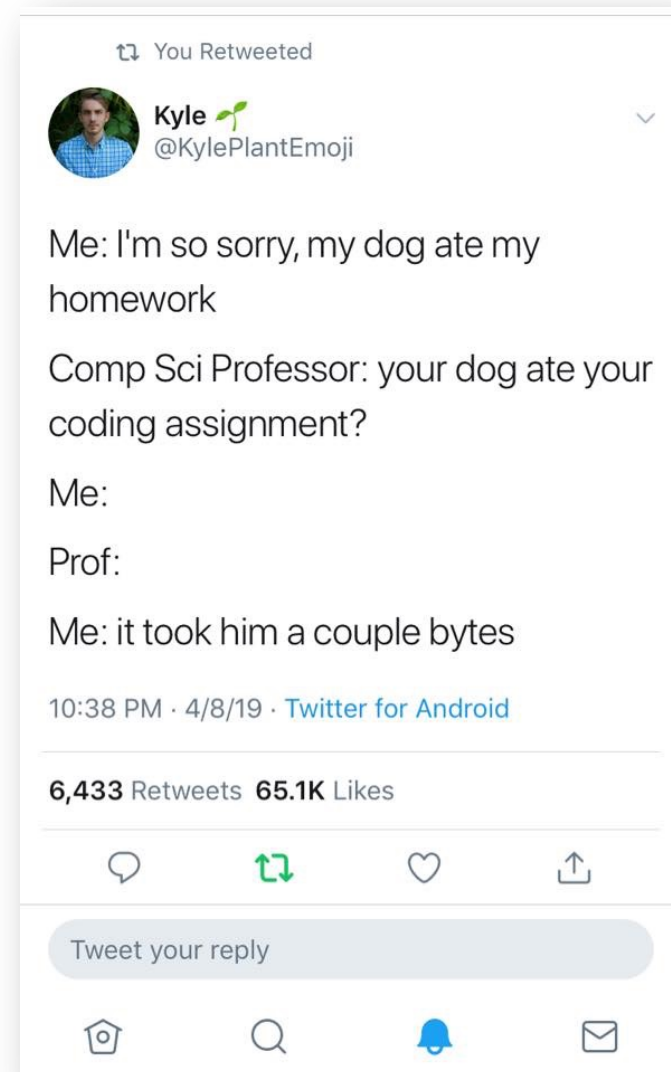 You Retweeted
Kyle 🌱
@KylePlantEmoji
Me: I'm so sorry, my dog ate my
homework
Comp Sci Professor: your dog ate your
coding assignment?
Me:
Prof:
Me: it took him a couple bytes
10:38 PM · 4/8/19 · Twitter for Android
6,433 Retweets 65.1K Likes
Tweet your reply